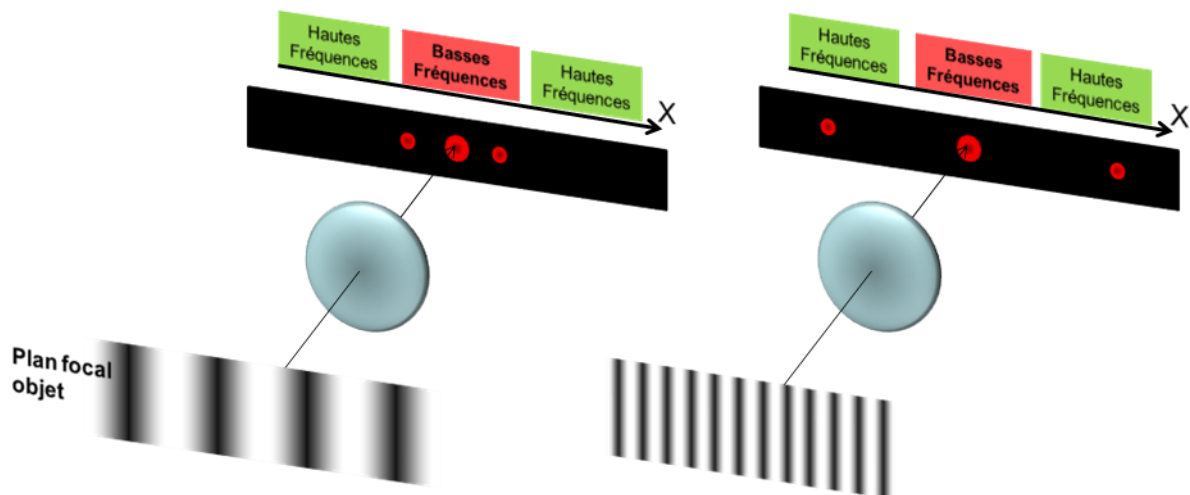 Hautes
Fréquences
Basses
Fréquences
Hautes
Fréquences
X
Hautes
Fréquences
Basses
Fréquences
Hautes
Fréquences
X
Plan focal
objet